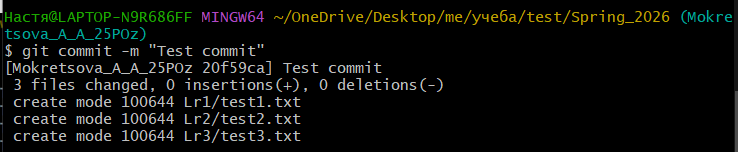 Настя@LAPTOP-N9R686FF MINGW64 ~/OneDrive/Desktop/me/учеба/test/Spring_2026 (Mokre
tsova_A_A_25POz)
$ git commit -m "Test commit"
[Mokretsova_A_A_25POz 20f59ca] Test commit
 3 files changed, 0 insertions(+), 0 deletions(-)
 create mode 100644 Lr1/test1.txt
 create mode 100644 Lr2/test2.txt
 create mode 100644 Lr3/test3.txt